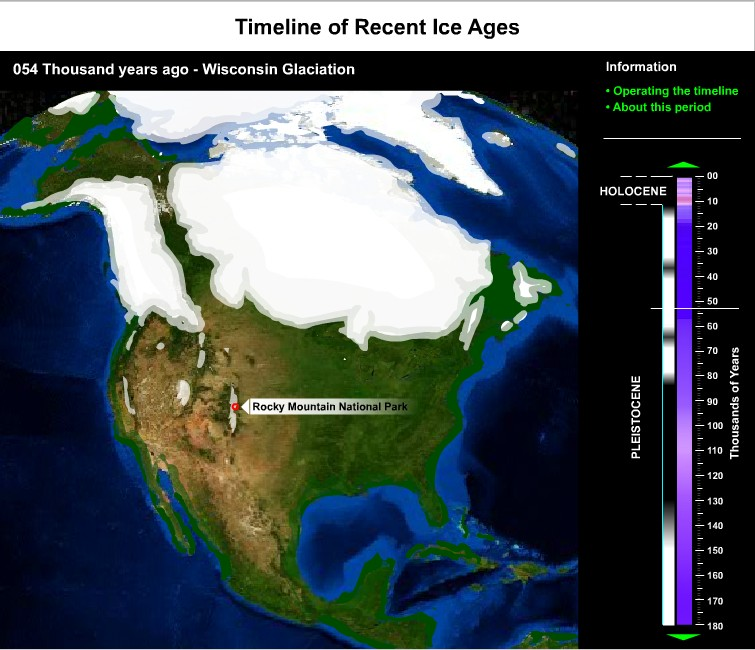 Timeline of Recent Ice Ages
054 Thousand years ago - Wisconsin Glaciation
Information
• Operating the timeline
• About this period
HOLOCENE
00
10
20
30
40
50
60
70
80
90
100
110
120
130
140
150
160
170
180
PLEISTOCENE
Thousands of Years
Rocky Mountain National Park